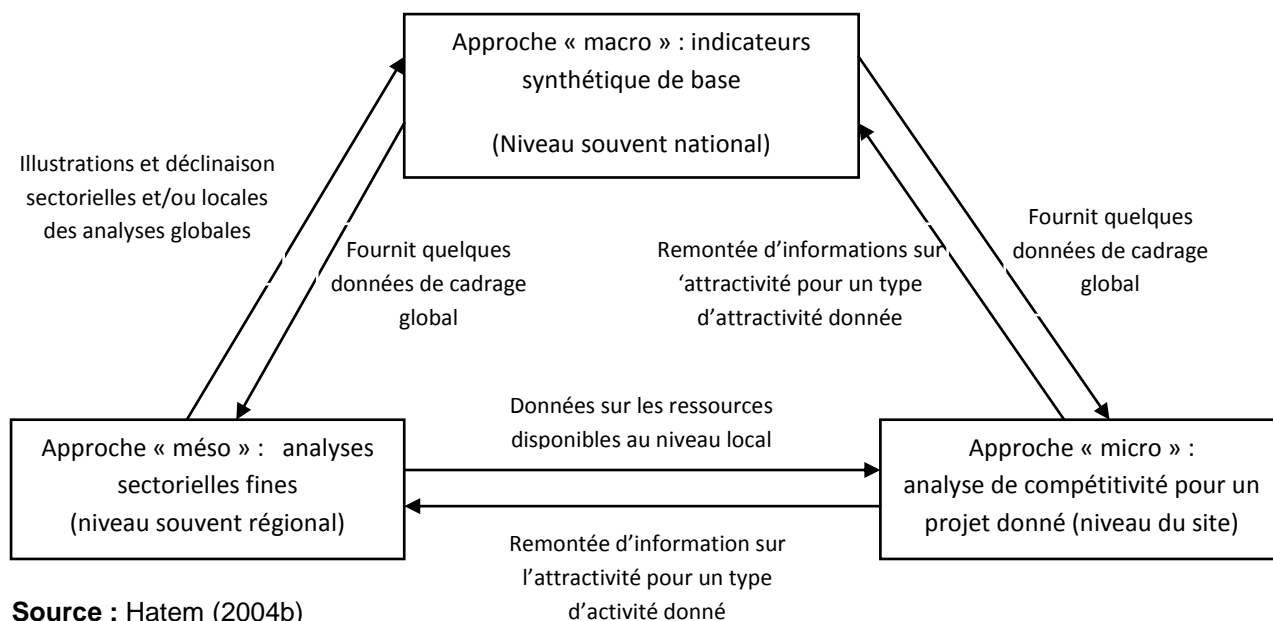 Approche « macro » : indicateurs
synthétique de base
(Niveau souvent national)
Illustrations et déclinaison
sectorielles et/ou locales
des analyses globales
Fournit quelques
données de cadrage
global
Remontée d’informations sur
‘attractivité pour un type
d’attractivité donnée
Fournit quelques
données de cadrage
global
Approche « méso » : analyses
sectorielles fines
(niveau souvent régional)
Données sur les ressources
disponibles au niveau local
Approche « micro » :
analyse de compétitivité pour un
projet donné (niveau du site)
Remontée d’information sur
l’attractivité pour un type
d’activité donné
Source : Hatem (2004b)